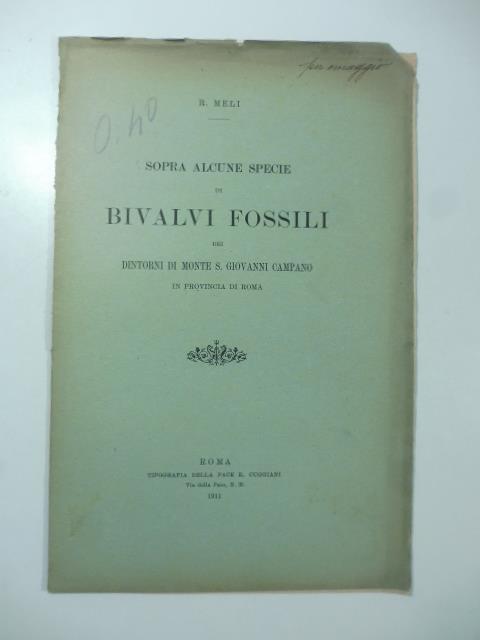 per omaggio
R. MELI
0.40
SOPRA ALCUNE SPECIE
DI
BIVALVI FOSSILI
DEI
DINTORNI DI MONTE S. GIOVANNI CAMPANO
IN PROVINCIA DI ROMA
ROMA
TIPOGRAFIA DELLA PACE E. CUGGIANI
Via della Pace, N. 35
1911